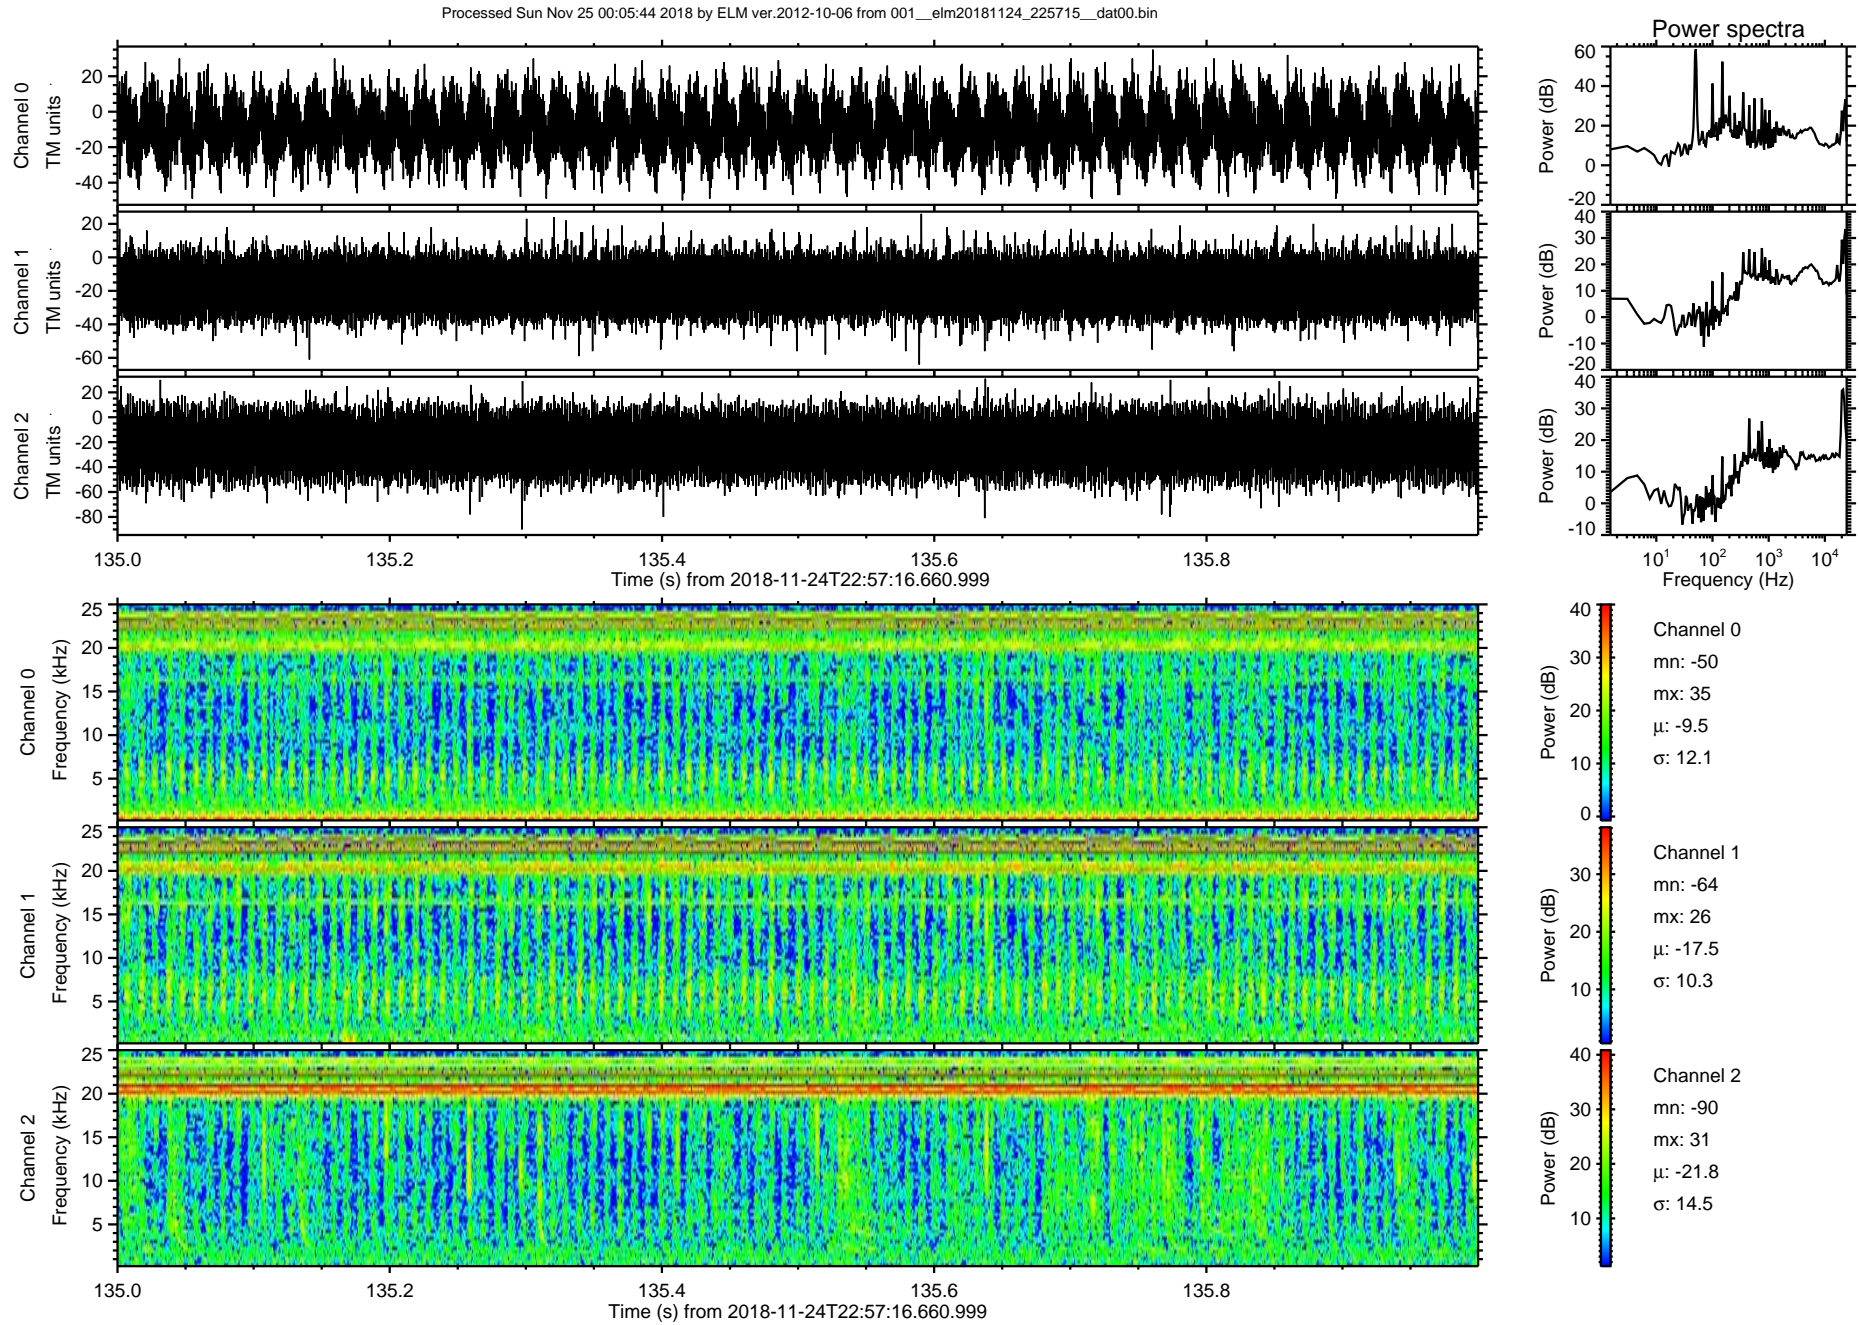 Processed Sun Nov 25 00:05:44 2018 by ELM ver.2012-10-06 from 001__elm20181124_225715__dat00.bin
Power spectra
Channel 0
TM units
20
0
-20
-40
Power (dB)
60
40
20
0
-20
Channel 1
TM units
20
0
-20
-40
-60
Power (dB)
40
30
20
10
0
-10
-20
Channel 2
TM units
20
0
-20
-40
-60
-80
Power (dB)
40
30
20
10
0
-10
135.0 135.2 135.4 135.6 135.8
Time (s) from 2018-11-24T22:57:16.660.999
10^1 10^2 10^3 10^4
Frequency (Hz)
Channel 0
Frequency (kHz)
25
20
15
10
5
Power (dB)
40
30
20
10
0
Channel 0
mn: -50
mx: 35
μ: -9.5
σ: 12.1
Channel 1
Frequency (kHz)
25
20
15
10
5
Power (dB)
30
20
10
Channel 1
mn: -64
mx: 26
μ: -17.5
σ: 10.3
Channel 2
Frequency (kHz)
25
20
15
10
5
Power (dB)
40
30
20
10
Channel 2
mn: -90
mx: 31
μ: -21.8
σ: 14.5
135.0 135.2 135.4 135.6 135.8
Time (s) from 2018-11-24T22:57:16.660.999